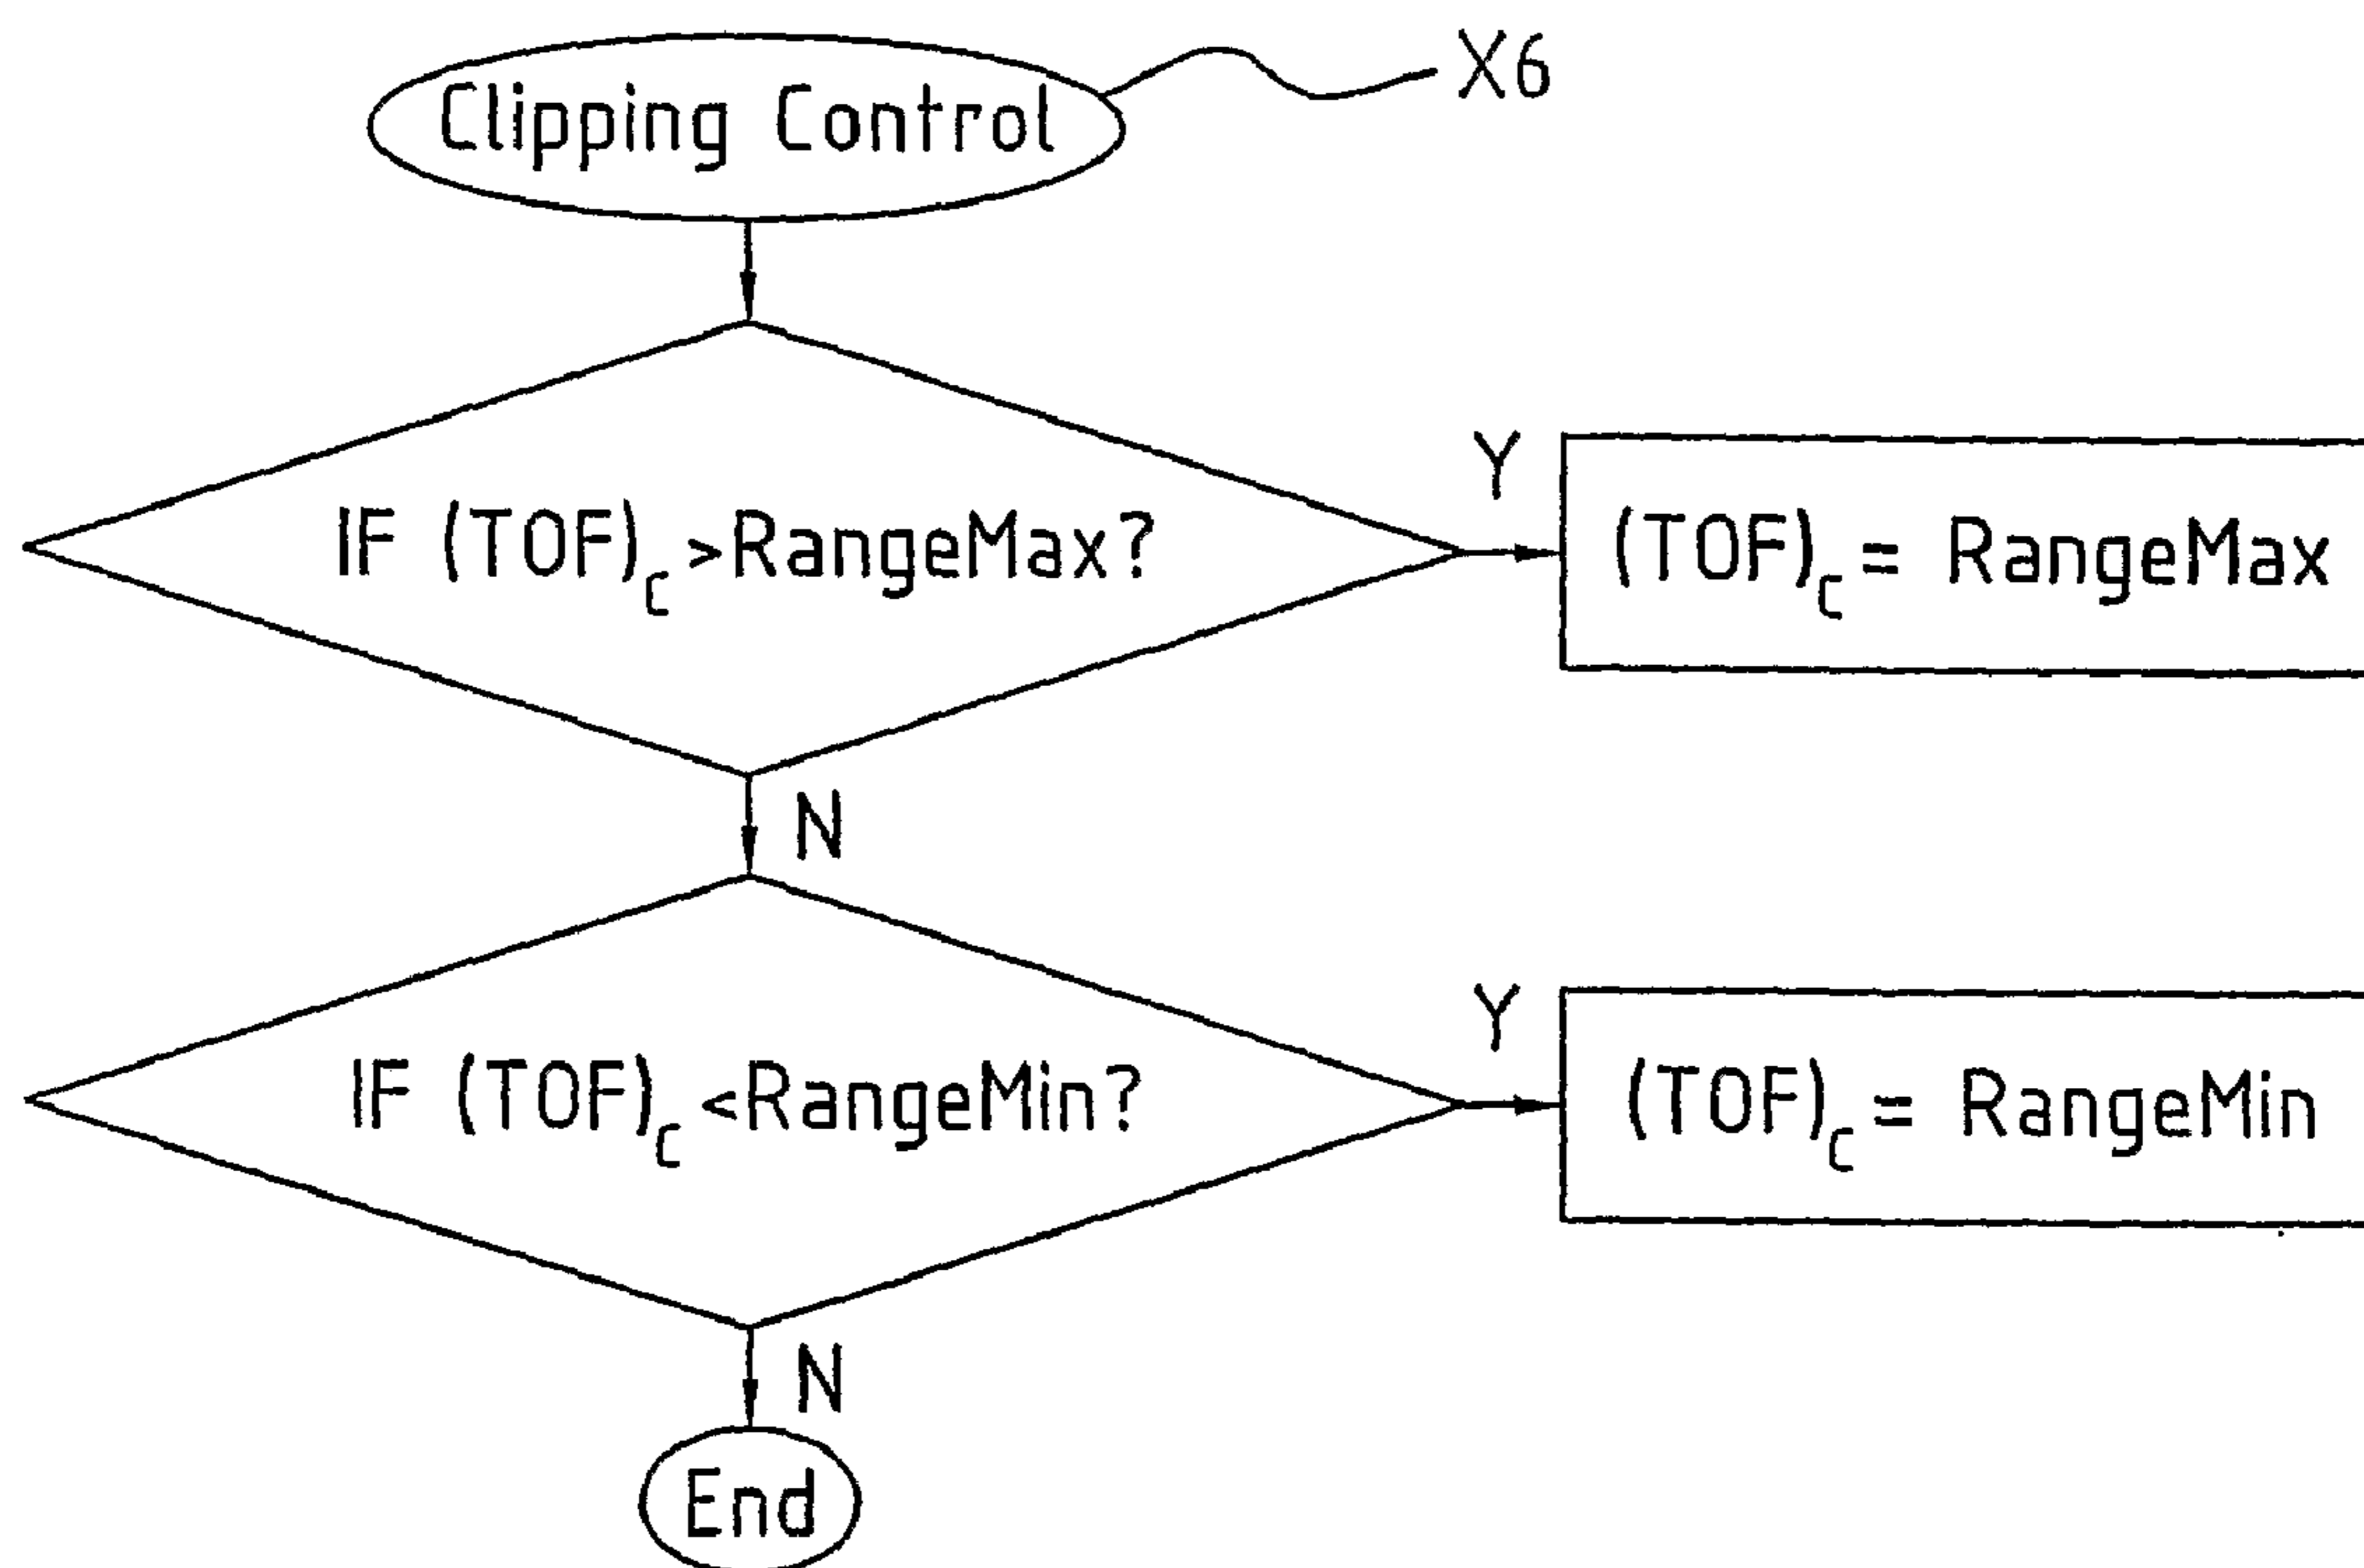 Clipping Control
X6
IF (TOF)c >RangeMax?
Y
(TOF)c = RangeMax
N
IF (TOF)c <RangeMin?
Y
(TOF)c = RangeMin
N
End